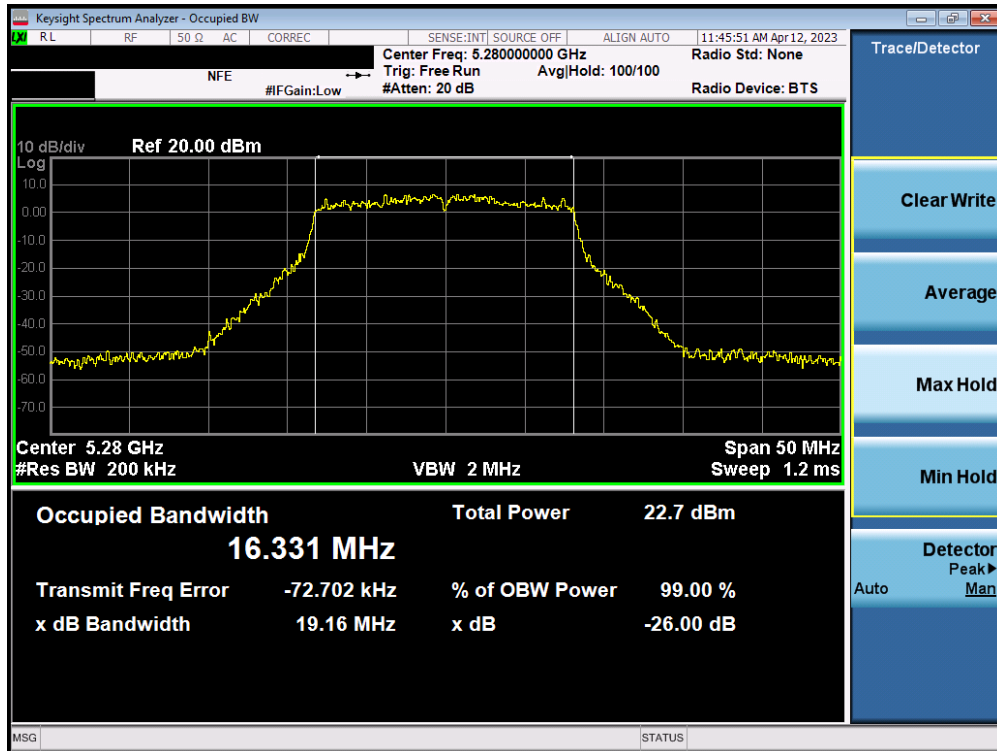 Keysight Spectrum Analyzer - Occupied BW
LXI RL RF 50 Ω AC CORREC SENSE:INT SOURCE OFF ALIGN AUTO 11:45:51 AM Apr 12, 2023
Center Freq: 5.280000000 GHz Radio Std: None
NFE Trig: Free Run Avg|Hold: 100/100
#IFGain:Low #Atten: 20 dB Radio Device: BTS
10 dB/div Ref 20.00 dBm
Log
10.0
0.00
-10.0
-20.0
-30.0
-40.0
-50.0
-60.0
-70.0
Center 5.28 GHz Span 50 MHz
#Res BW 200 kHz VBW 2 MHz Sweep 1.2 ms
Occupied Bandwidth Total Power 22.7 dBm
16.331 MHz
Transmit Freq Error -72.702 kHz % of OBW Power 99.00 %
x dB Bandwidth 19.16 MHz x dB -26.00 dB
Trace/Detector
Clear Write
Average
Max Hold
Min Hold
Detector
Peak▶
Auto Man
MSG STATUS